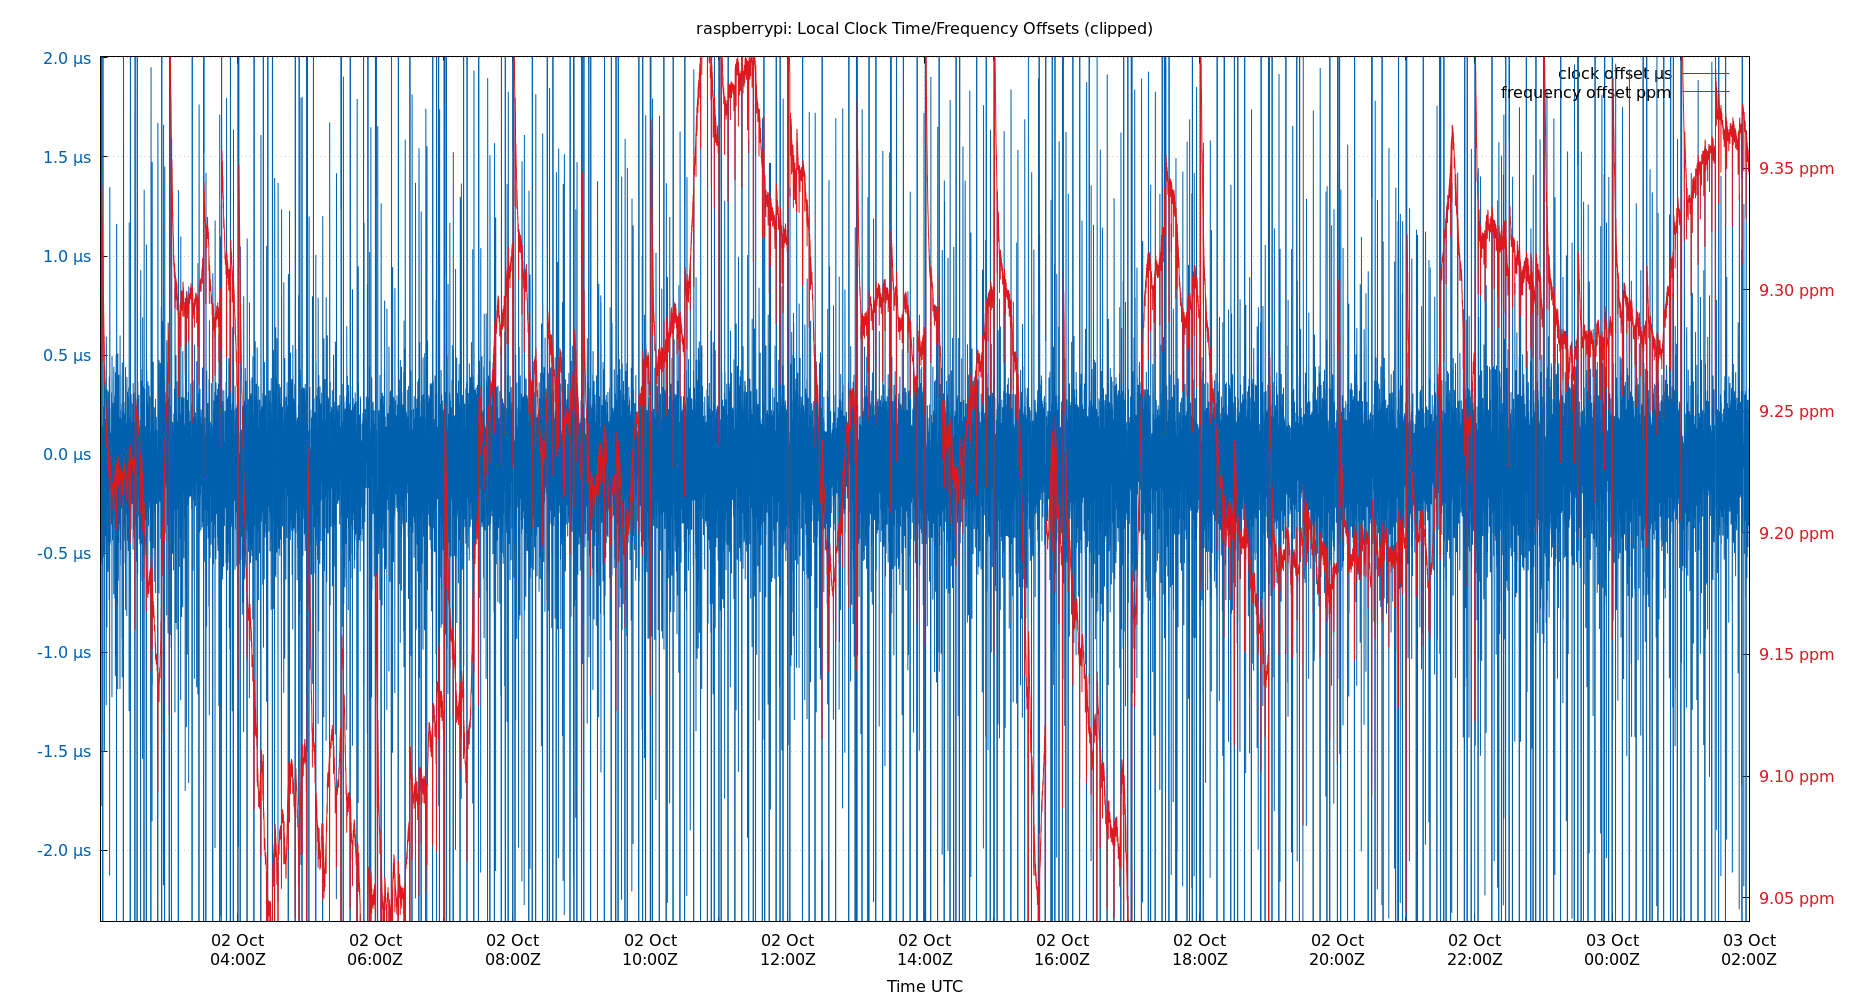 raspberrypi: Local Clock Time/Frequency Offsets (clipped)
2.0 µs
1.5 µs
1.0 µs
0.5 µs
0.0 µs
-0.5 µs
-1.0 µs
-1.5 µs
-2.0 µs
clock offset µs
frequency offset ppm
9.35 ppm
9.30 ppm
9.25 ppm
9.20 ppm
9.15 ppm
9.10 ppm
9.05 ppm
02 Oct
04:00Z
02 Oct
06:00Z
02 Oct
08:00Z
02 Oct
10:00Z
02 Oct
12:00Z
02 Oct
14:00Z
02 Oct
16:00Z
02 Oct
18:00Z
02 Oct
20:00Z
02 Oct
22:00Z
03 Oct
00:00Z
03 Oct
02:00Z
Time UTC